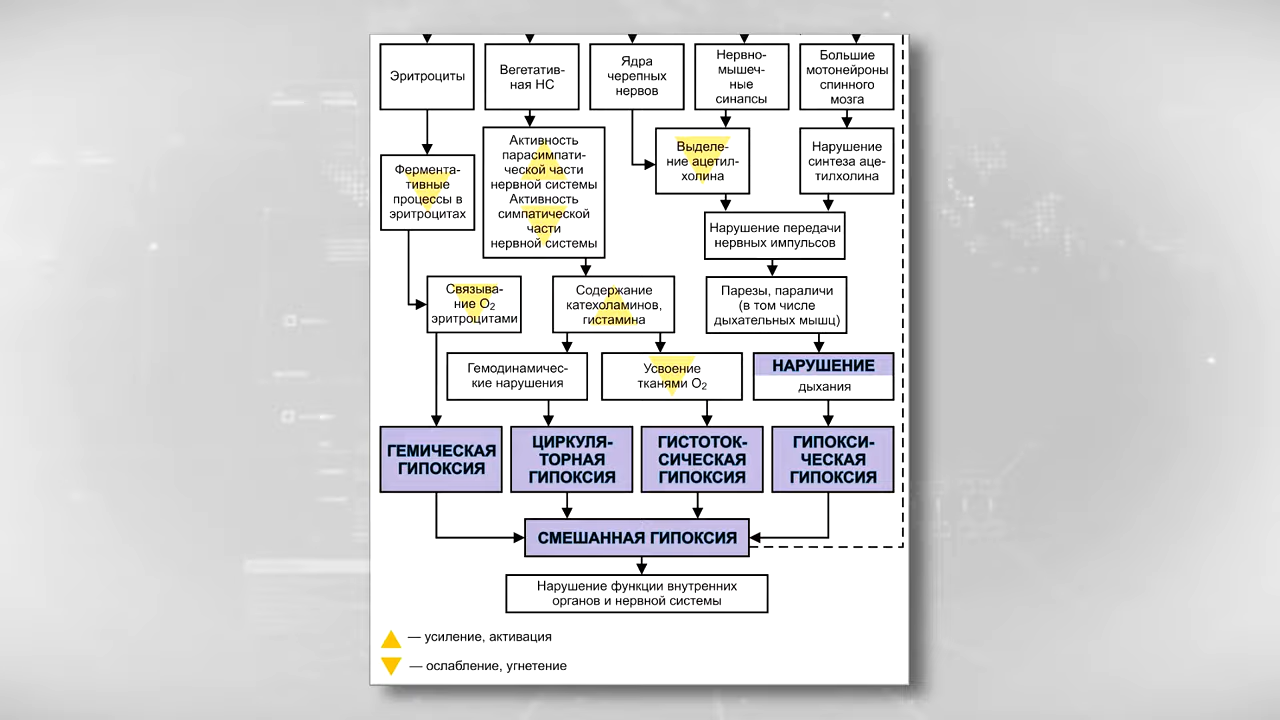 Эритроциты
Вегетатив-
ная НС
Ядра
черепных
нервов
Нервно-
мышеч-
ные
синапсы
Большие
мотонейроны
спинного
мозга
Фермента-
тивные
процессы в
эритроцитах
Активность
парасимпати-
ческой части
нервной системы
Активность
симпатической
части
нервной системы
Выделе-
ние ацетил-
холина
Нарушение
синтеза аце-
тилхолина
Нарушение передачи
нервных импульсов
Связыва-
ние O₂
эритроцитами
Содержание
катехоламинов,
гистамина
Парезы, параличи
(в том числе
дыхательных мышц)
Гемодинамичес-
кие нарушения
Усвоение
тканями O₂
НАРУШЕНИЕ
дыхания
ГЕМИЧЕСКАЯ
ГИПОКСИЯ
ЦИРКУЛЯ-
ТОРНАЯ
ГИПОКСИЯ
ГИСТОТОК-
СИЧЕСКАЯ
ГИПОКСИЯ
ГИПОКСИ-
ЧЕСКАЯ
ГИПОКСИЯ
СМЕШАННАЯ ГИПОКСИЯ
Нарушение функции внутренних
органов и нервной системы
— усиление, активация
— ослабление, угнетение